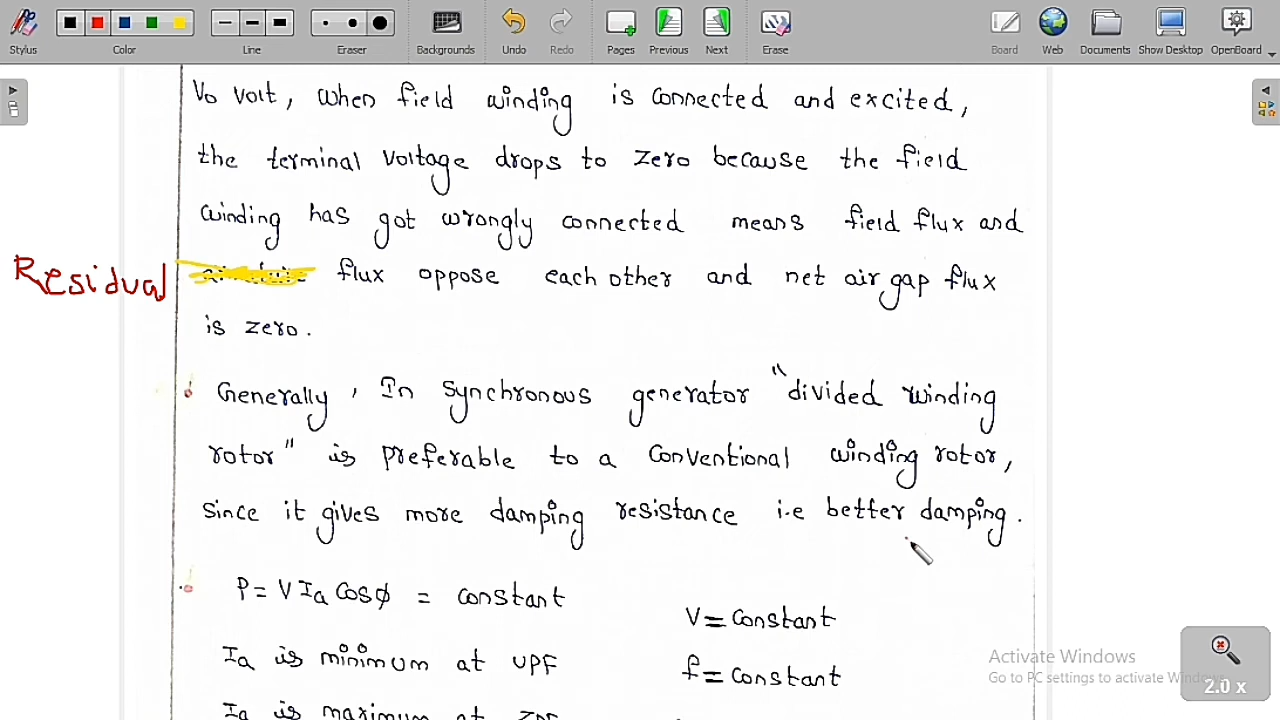 Stylus
Color
Line
Eraser
Backgrounds
Undo
Redo
Pages
Previous
Next
Erase
Board
Web
Documents
Show Desktop
OpenBoard
Vo Volt, when field winding is connected and excited,
the terminal voltage drops to zero because the field
winding has got wrongly connected means field flux and
Residual flux oppose each other and net air gap flux
is zero.
Generally, In synchronous generator "divided winding
rotor" is preferable to a conventional winding rotor,
since it gives more damping resistance i.e better damping.
P = V Ia Cosφ = constant
V = Constant
Ia is minimum at UPF
f = Constant
Ia is maximum at ZPF
Activate Windows
Go to PC settings to activate Windows.
2.0 x